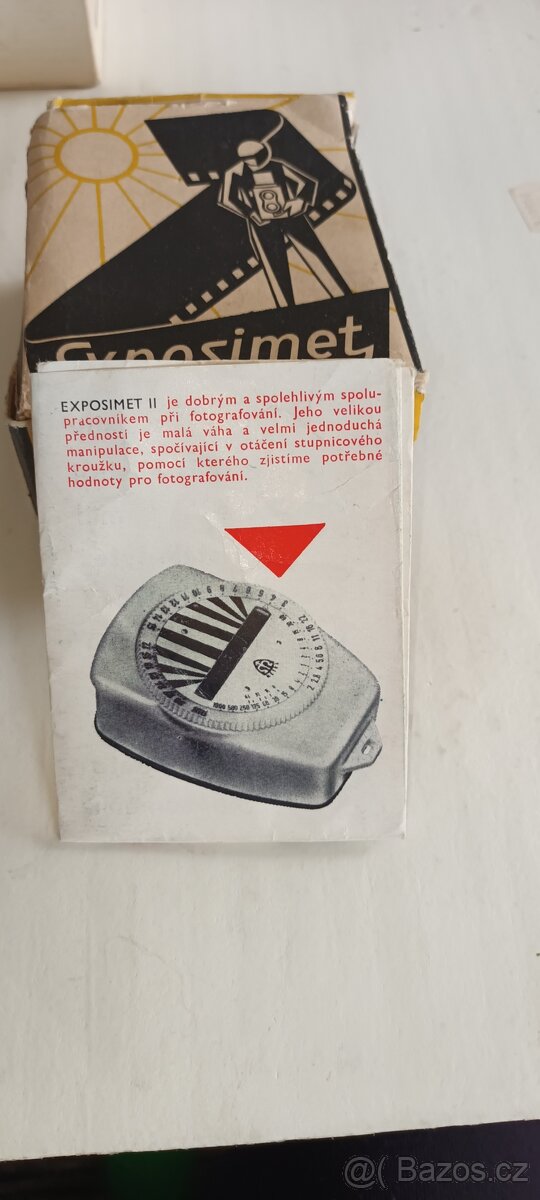 Exposimet
EXPOSIMET II je dobrým a spolehlivým spolu-
pracovníkem při fotografování. Jeho velikou
předností je malá váha a velmi jednoduchá
manipulace, spočívající v otáčení stupnicového
kroužku, pomocí kterého zjistíme potřebné
hodnoty pro fotografování.
@ Bazos.cz